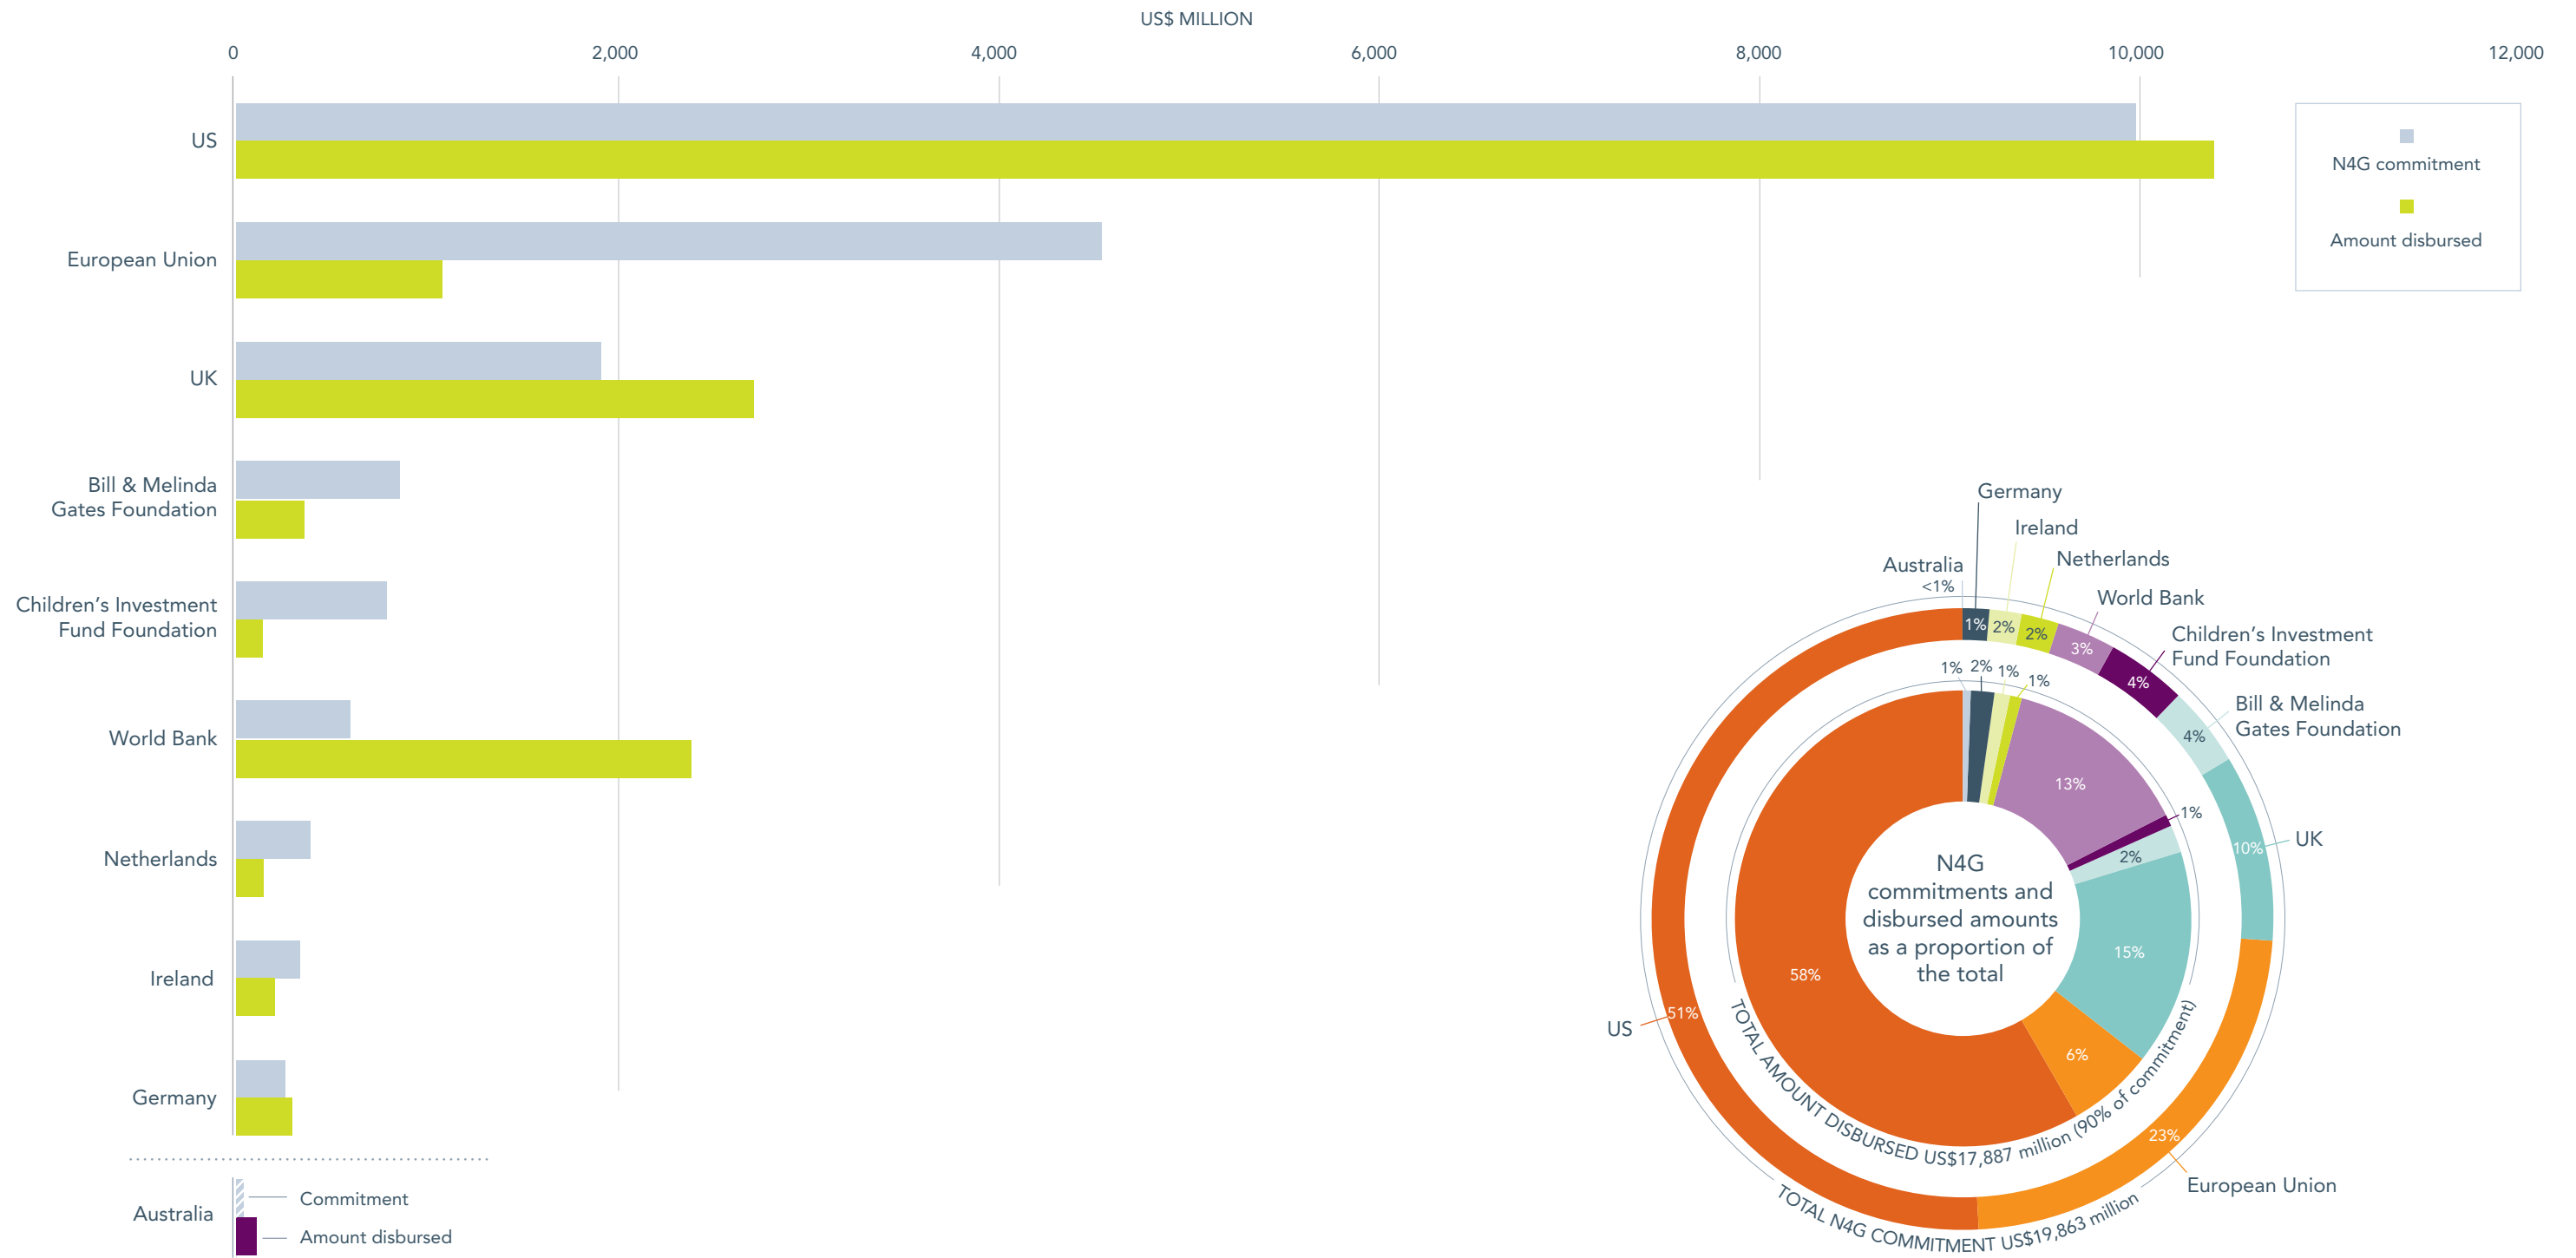 US$ MILLION
0
2,000
4,000
6,000
8,000
10,000
12,000
N4G commitment
Amount disbursed
US
European Union
UK
Bill & Melinda
Gates Foundation
Children’s Investment
Fund Foundation
World Bank
Netherlands
Ireland
Germany
Australia
Commitment
Amount disbursed
Germany
Ireland
Netherlands
Australia
<1%
World Bank
Children’s Investment
Fund Foundation
Bill & Melinda
Gates Foundation
UK
European Union
US
1%
2%
2%
3%
4%
4%
10%
23%
51%
1%
2%
1%
1%
13%
1%
2%
15%
6%
58%
N4G
commitments and
disbursed amounts
as a proportion of
the total
TOTAL AMOUNT DISBURSED US$17,887 million (90% of commitment)
TOTAL N4G COMMITMENT US$19,863 million